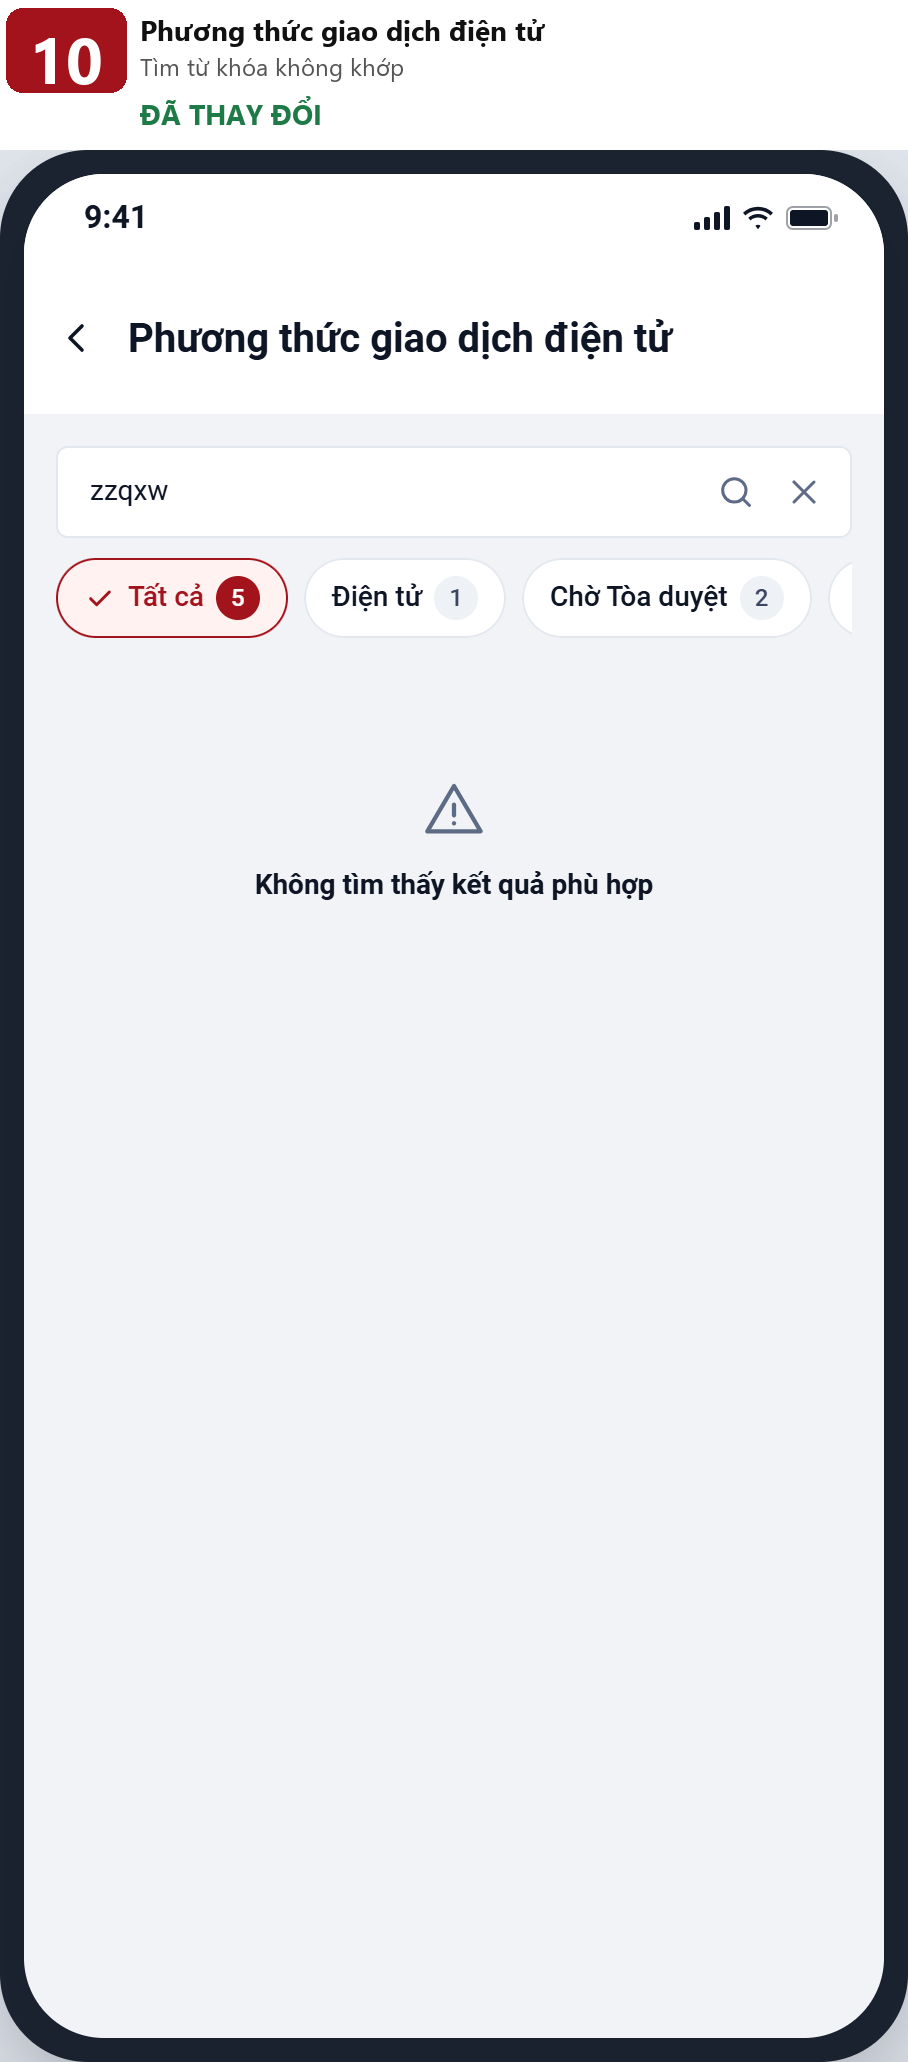 10
Phương thức giao dịch điện tử
Tìm từ khóa không khớp
ĐÃ THAY ĐỔI
9:41
Phương thức giao dịch điện tử
zzqxw
Tất cả 5
Điện tử 1
Chờ Tòa duyệt 2
Không tìm thấy kết quả phù hợp